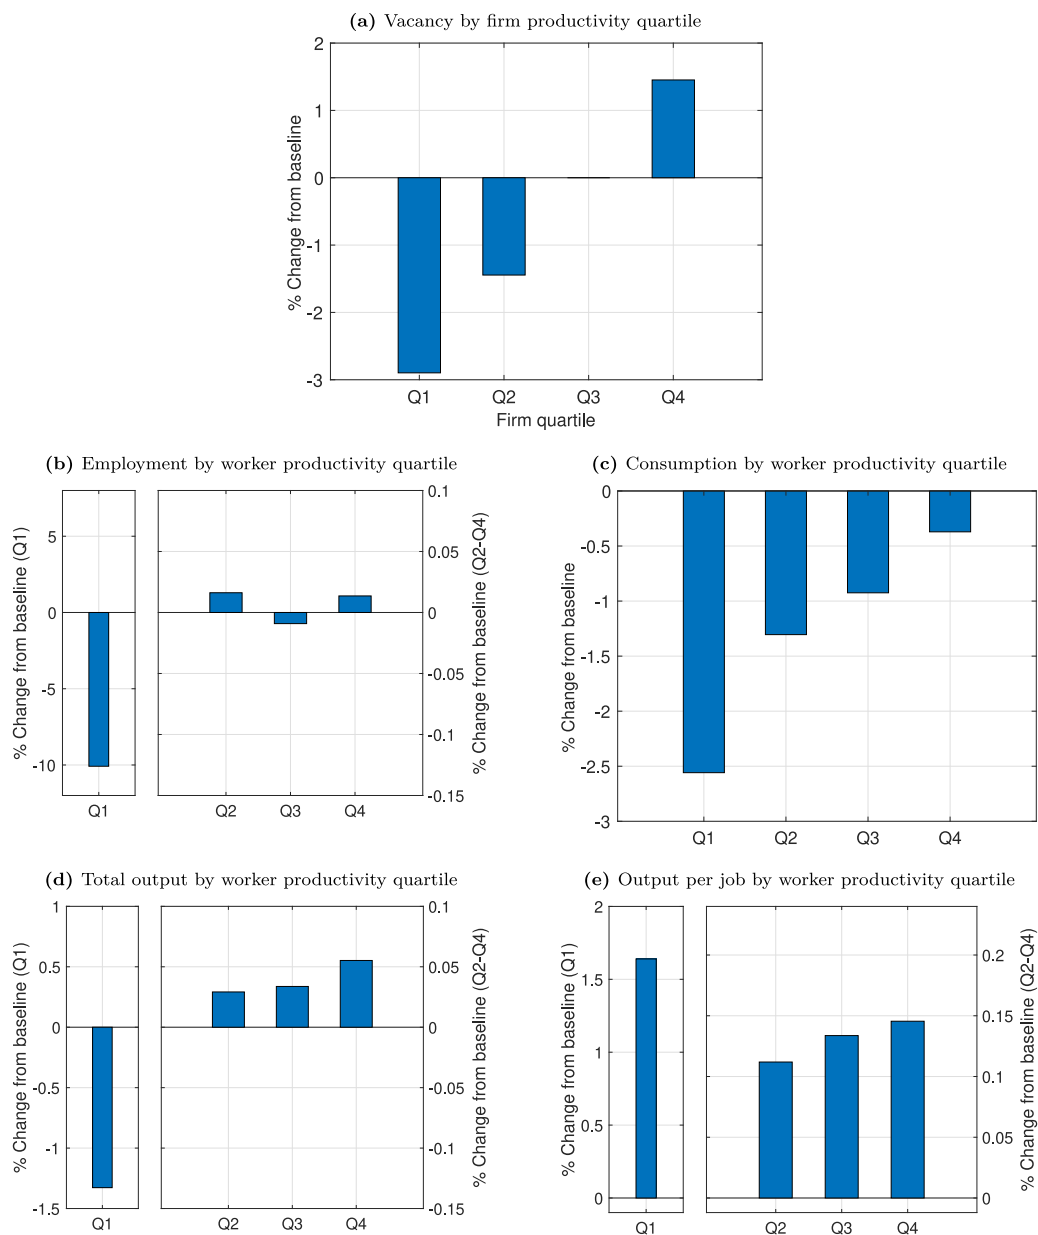 (a) Vacancy by firm productivity quartile
2
1
0
-1
-2
-3
% Change from baseline
Q1 Q2 Q3 Q4
Firm quartile
(b) Employment by worker productivity quartile
5
0
-5
-10
% Change from baseline (Q1)
Q1
Q2 Q3 Q4
0.1
0.05
0
-0.05
-0.1
-0.15
% Change from baseline (Q2-Q4)
(c) Consumption by worker productivity quartile
0
-0.5
-1
-1.5
-2
-2.5
-3
% Change from baseline
Q1 Q2 Q3 Q4
(d) Total output by worker productivity quartile
1
0.5
0
-0.5
-1
-1.5
% Change from baseline (Q1)
Q1
Q2 Q3 Q4
0.1
0.05
0
-0.05
-0.1
-0.15
% Change from baseline (Q2-Q4)
(e) Output per job by worker productivity quartile
2
1.5
1
0.5
0
% Change from baseline (Q1)
Q1
Q2 Q3 Q4
0.2
0.15
0.1
0.05
0
% Change from baseline (Q2-Q4)